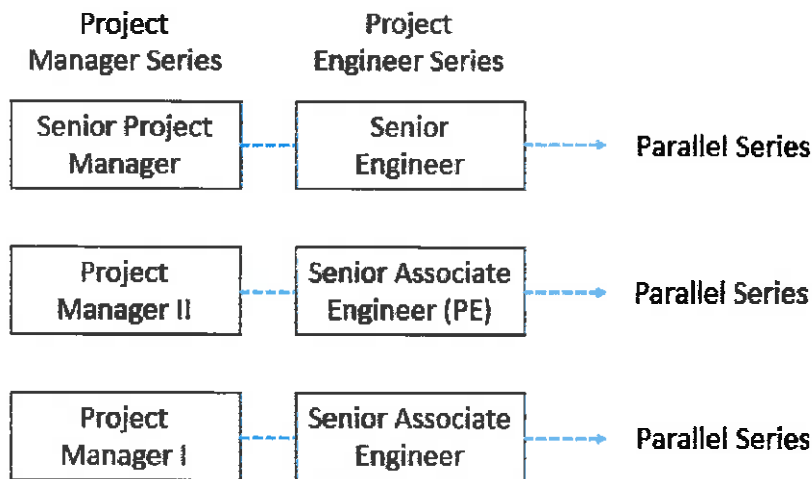 Project
Manager Series
Project
Engineer Series
Senior Project
Manager
Senior
Engineer
Parallel Series
Project
Manager II
Senior Associate
Engineer (PE)
Parallel Series
Project
Manager I
Senior Associate
Engineer
Parallel Series